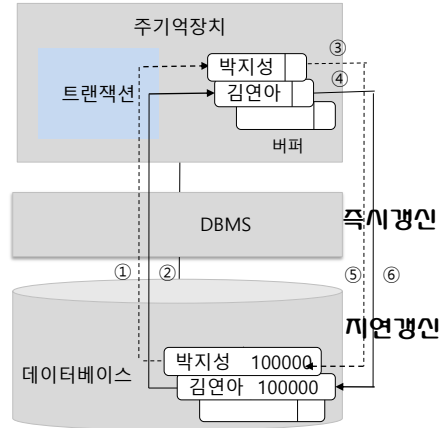 주기억장치
③
박지성
트랜잭션
④
김연아
버퍼
즉시갱신
DBMS
① ② ⑤ ⑥
지연갱신
박지성 100000
데이터베이스
김연아 100000